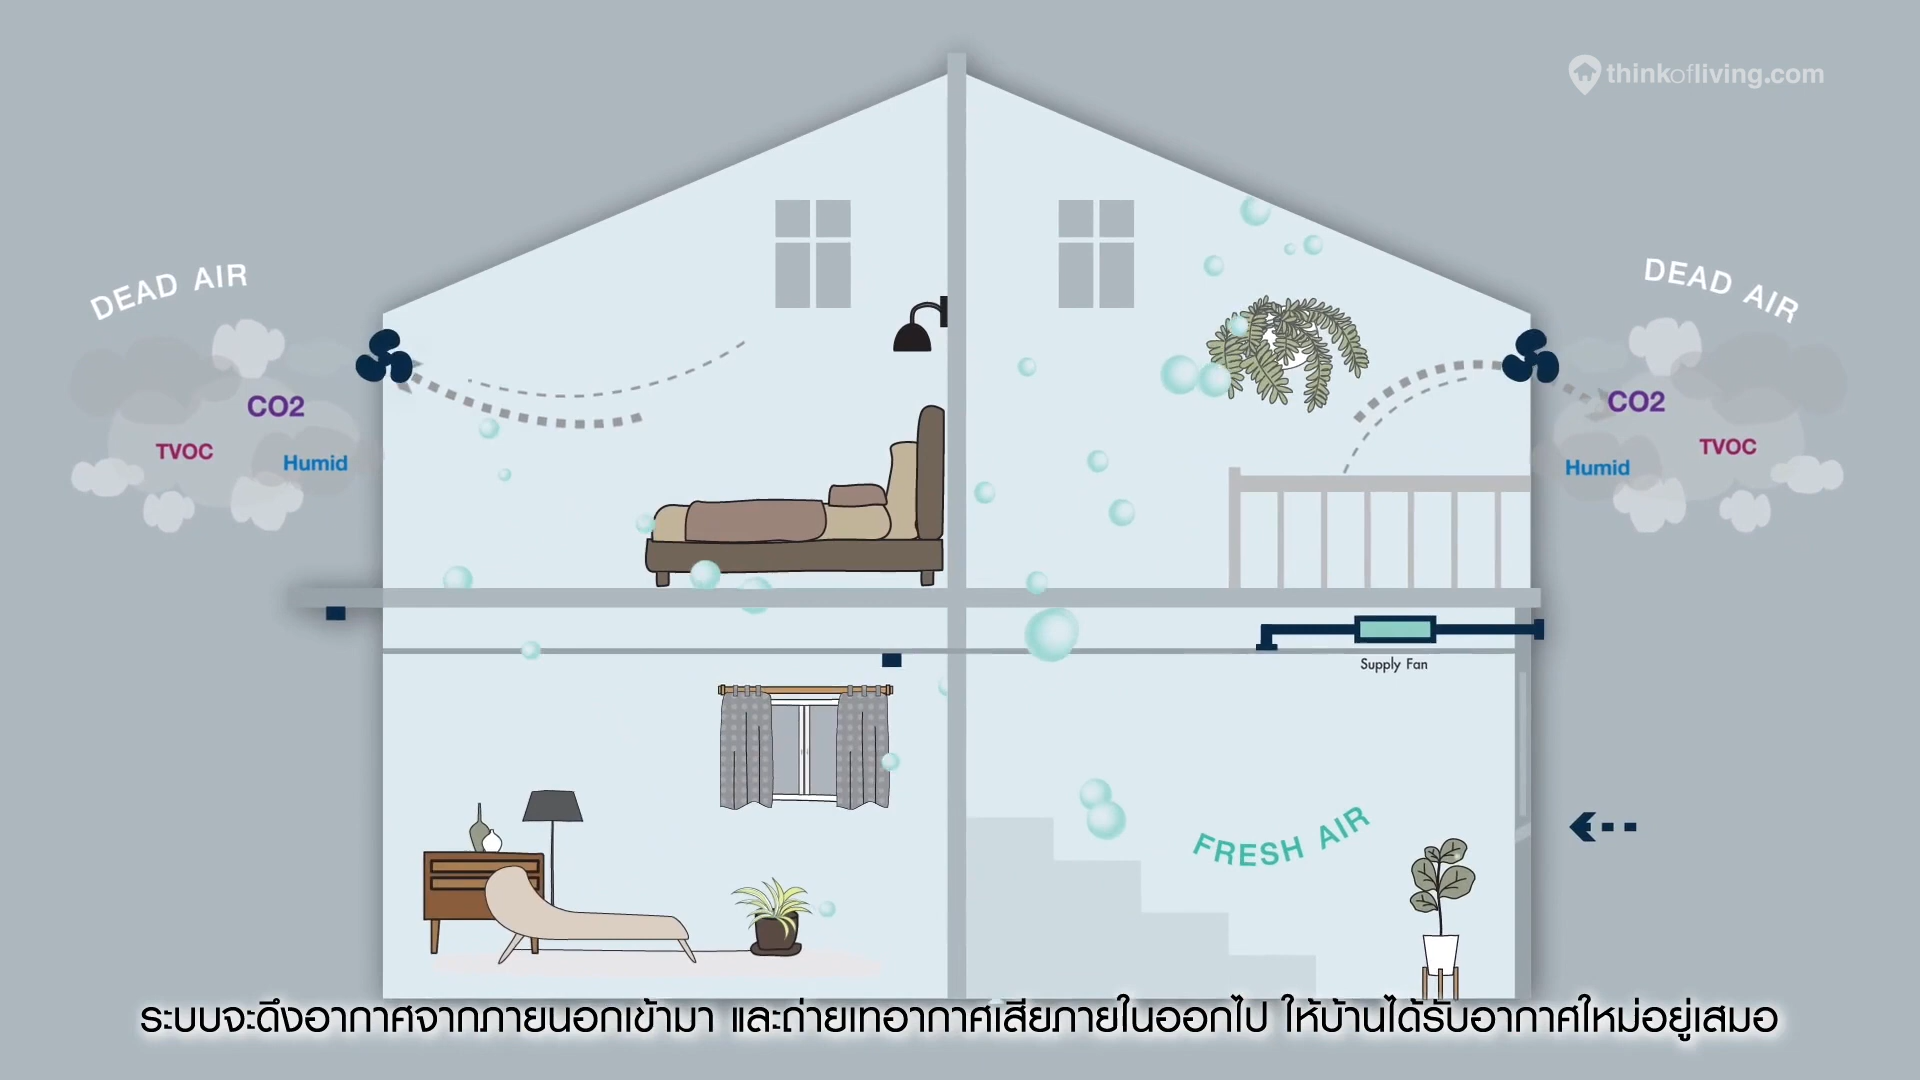 thinkofliving.com
DEAD AIR
CO2
TVOC
Humid
DEAD AIR
CO2
TVOC
Humid
Supply Fan
FRESH AIR
ระบบจะดึงอากาศจากภายนอกเข้ามา และถ่ายเทอากาศเสียภายในออกไป ให้บ้านได้รับอากาศใหม่อยู่เสมอ